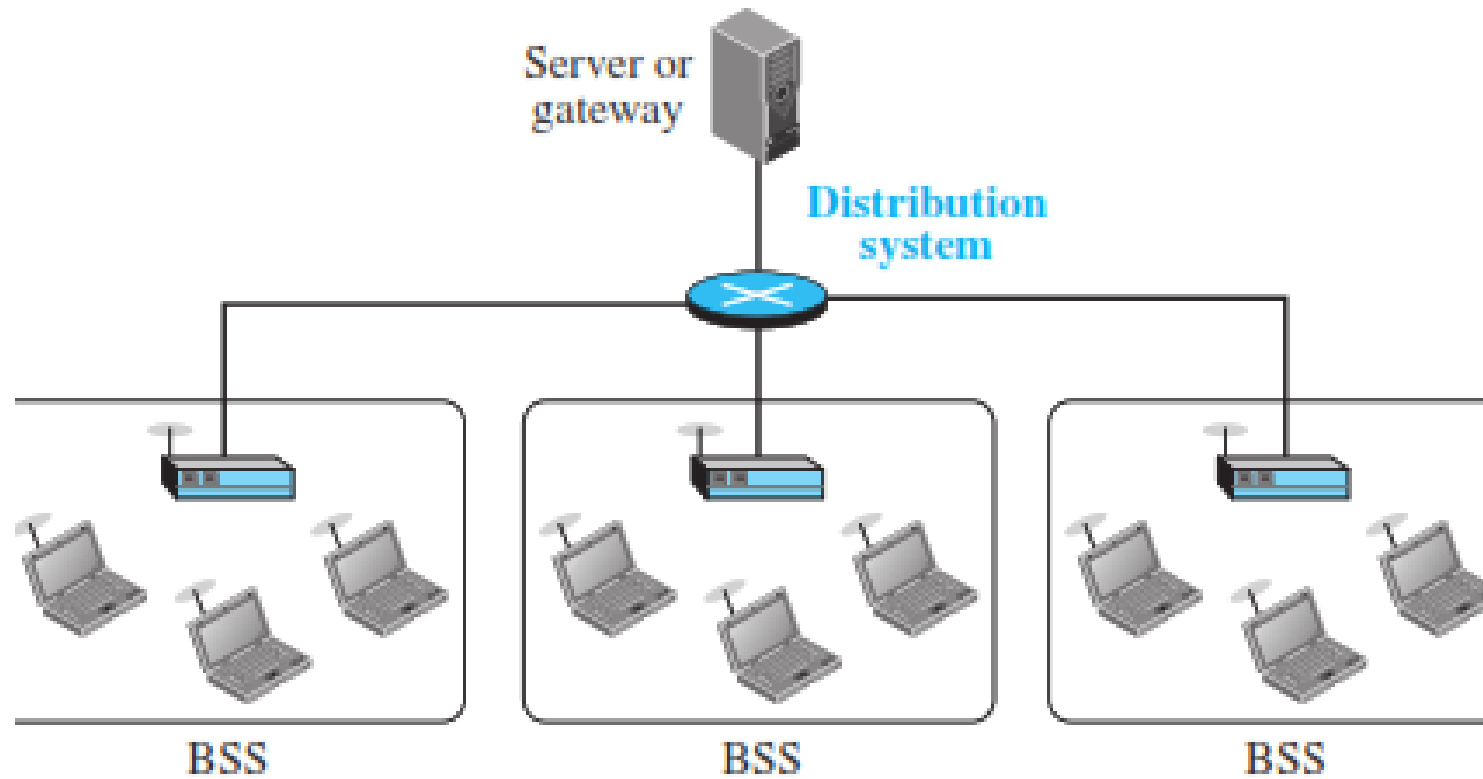 Server or
gateway
Distribution
system
BSS
BSS
BSS